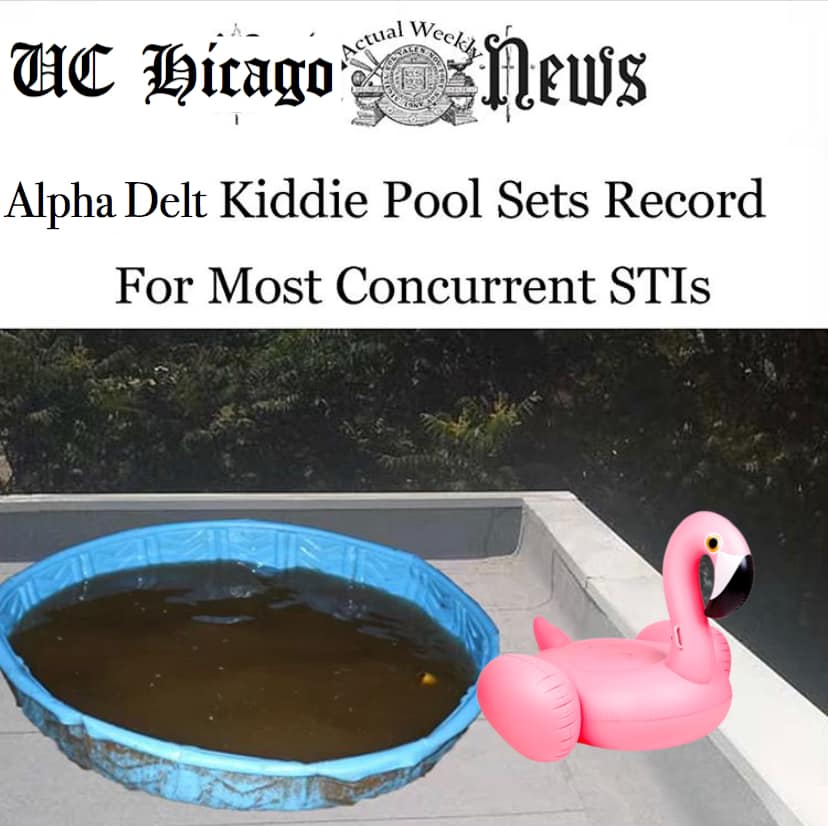 UC Hicago Actual Weekly News
Alpha Delt Kiddie Pool Sets Record
For Most Concurrent STIs